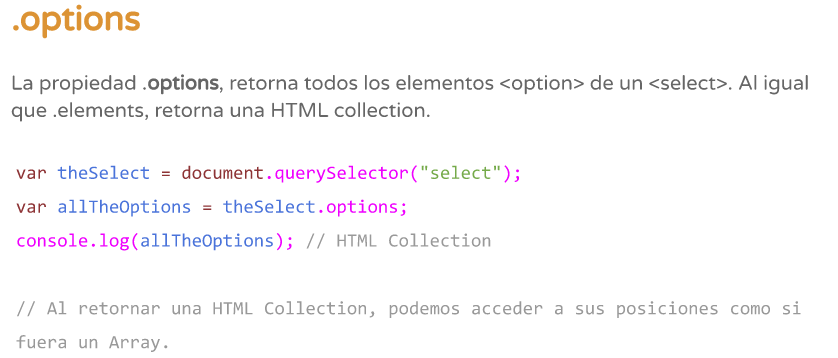 .options
La propiedad .options, retorna todos los elementos <option> de un <select>. Al igual
que .elements, retorna una HTML collection.
var theSelect = document.querySelector("select");
var allTheOptions = theSelect.options;
console.log(allTheOptions); // HTML Collection
// Al retornar una HTML Collection, podemos acceder a sus posiciones como si
fuera un Array.